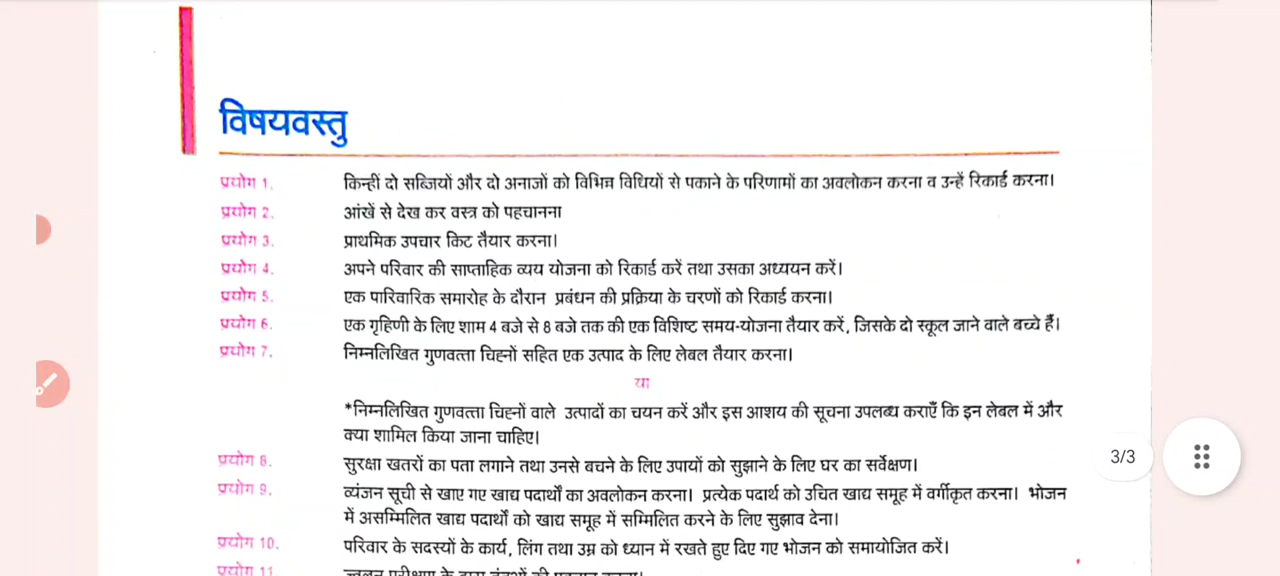 विषयवस्तु
प्रयोग 1. किन्हीं दो सब्जियों और दो अनाजों को विभिन्न विधियों से पकाने के परिणामों का अवलोकन करना व उन्हें रिकार्ड करना।
प्रयोग 2. आंखें से देख कर वस्त्र को पहचानना
प्रयोग 3. प्राथमिक उपचार किट तैयार करना।
प्रयोग 4. अपने परिवार की साप्ताहिक व्यय योजना को रिकार्ड करें तथा उसका अध्ययन करें।
प्रयोग 5. एक पारिवारिक समारोह के दौरान प्रबंधन की प्रक्रिया के चरणों को रिकार्ड करना।
प्रयोग 6. एक गृहिणी के लिए शाम 4 बजे से 8 बजे तक की एक विशिष्ट समय-योजना तैयार करें, जिसके दो स्कूल जाने वाले बच्चे हैं।
प्रयोग 7. निम्नलिखित गुणवत्ता चिह्नों सहित एक उत्पाद के लिए लेबल तैयार करना।
या
*निम्नलिखित गुणवत्ता चिह्नों वाले उत्पादों का चयन करें और इस आशय की सूचना उपलब्ध कराएँ कि इन लेबल में और
क्या शामिल किया जाना चाहिए।
3/3
प्रयोग 8. सुरक्षा खतरों का पता लगाने तथा उनसे बचने के लिए उपायों को सुझाने के लिए घर का सर्वेक्षण।
प्रयोग 9. व्यंजन सूची से खाए गए खाद्य पदार्थों का अवलोकन करना। प्रत्येक पदार्थ को उचित खाद्य समूह में वर्गीकृत करना। भोजन
में असम्मिलित खाद्य पदार्थों को खाद्य समूह में सम्मिलित करने के लिए सुझाव देना।
प्रयोग 10. परिवार के सदस्यों के कार्य, लिंग तथा उम्र को ध्यान में रखते हुए दिए गए भोजन को समायोजित करें।
प्रयोग 11